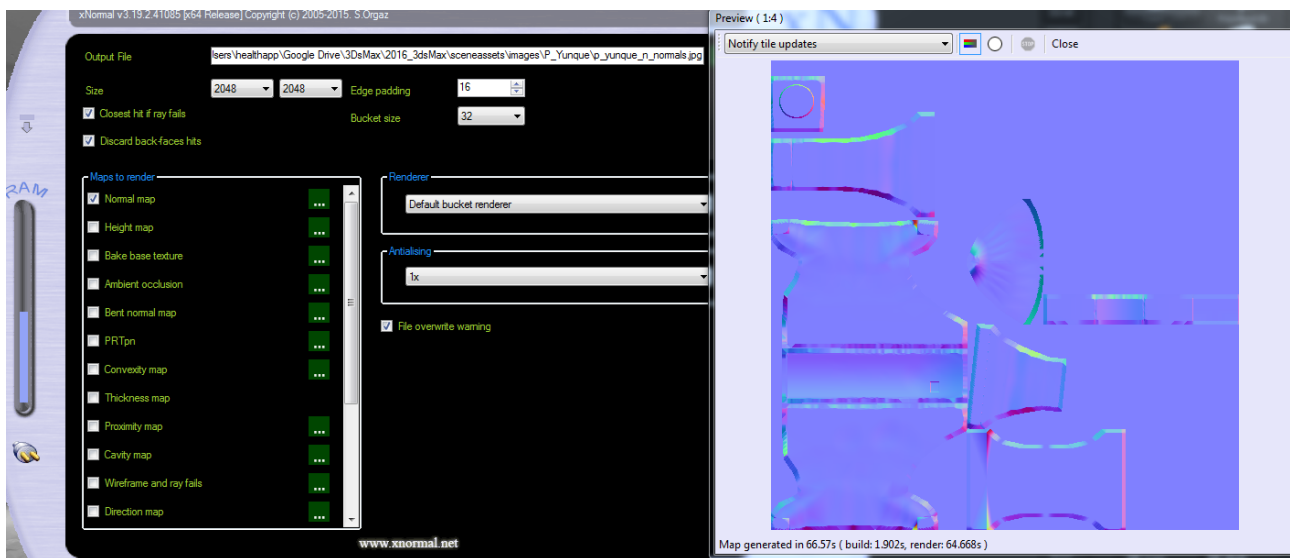 xNormal v3.19.2.41085 [x64 Release] Copyright (c) 2005-2015. S.Orgaz
Output File
lsers\healthapp\Google Drive\3DsMax\2016_3dsMax\sceneassets\images\P_Yunque\p_yunque_n_normals.jpg
Size
2048
2048
Edge padding
16
Closest hit if ray fails
Bucket size
32
Discard back-faces hits
RAM
Maps to render
Normal map
...
Height map
...
Bake base texture
...
Ambient occlusion
...
Bent normal map
...
PRTpn
...
Convexity map
...
Thickness map
Proximity map
...
Cavity map
...
Wireframe and ray fails
...
Direction map
...
Renderer
Default bucket renderer
Antialising
1x
File overwrite warning
www.xnormal.net
Preview ( 1:4 )
Notify tile updates
STOP
Close
Map generated in 66.57s ( build: 1.902s, render: 64.668s )